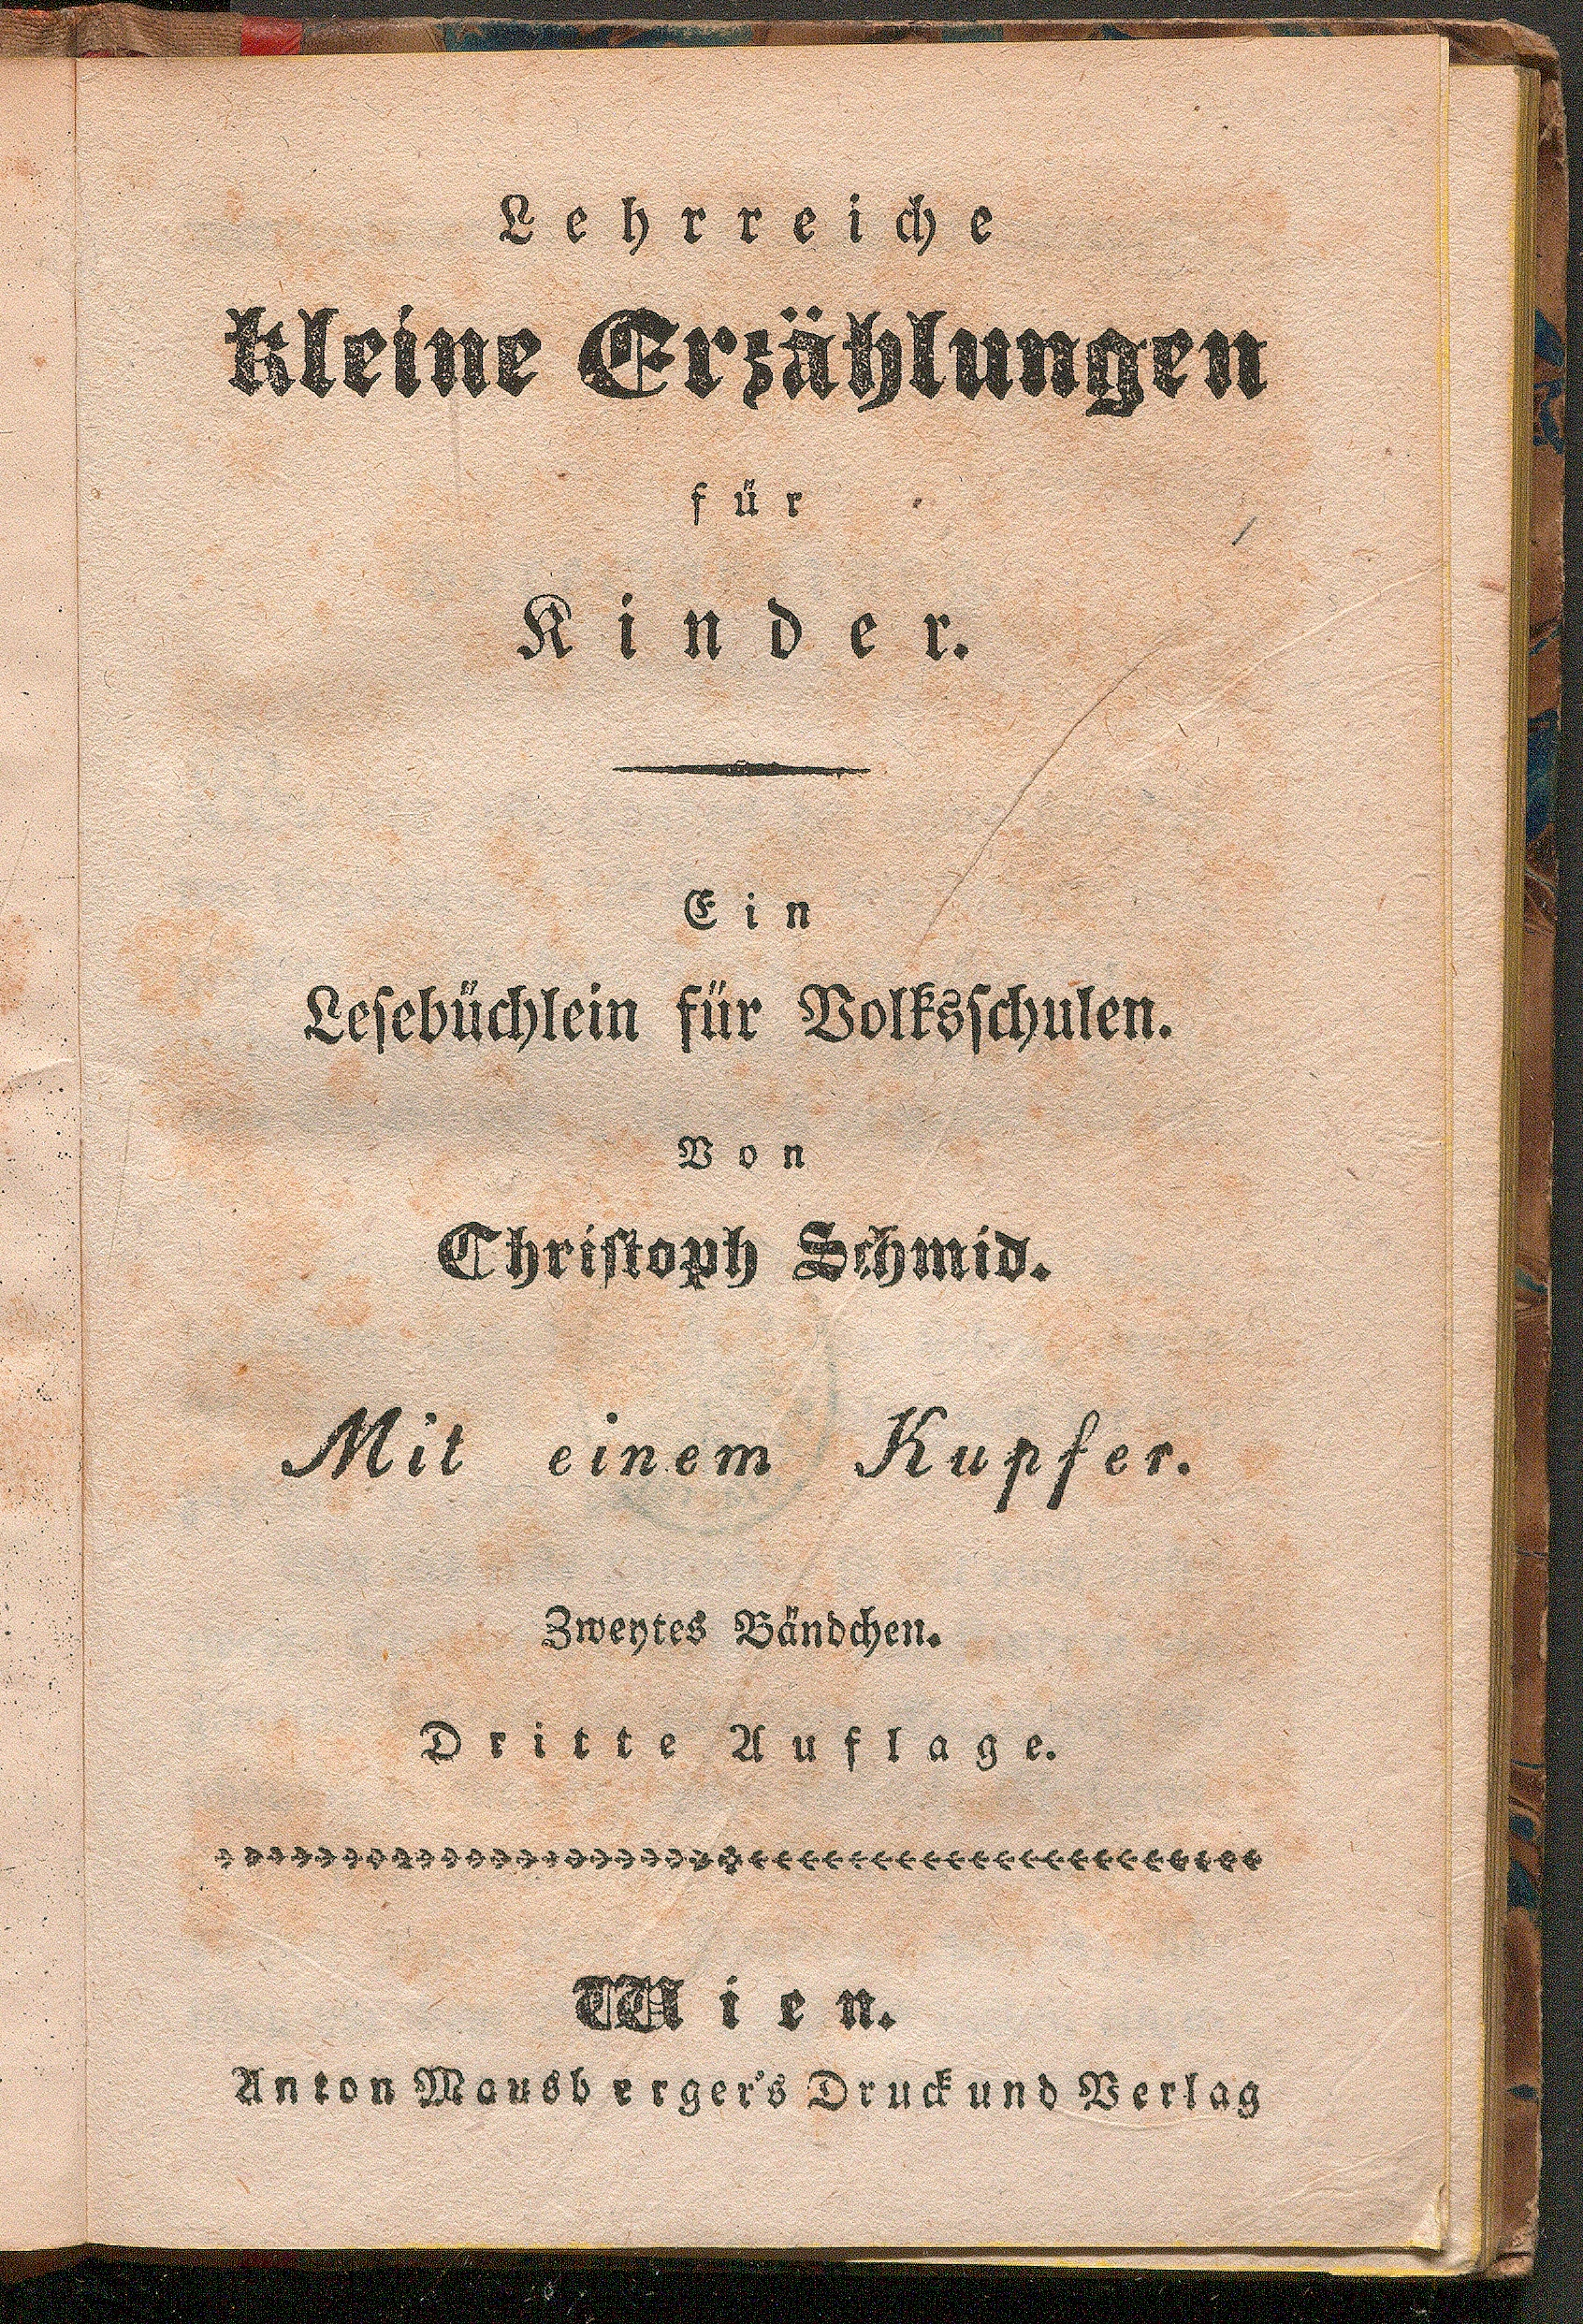 Lehrreiche
kleine Erzählungen
für
Kinder.
Ein
Leſebüchlein für Volksſchulen.
Von
Chriſtoph Schmid.
Mit einem Kupfer.
Zweytes Bändchen.
Dritte Auflage.
Wien.
Anton Mausberger's Druck und Verlag